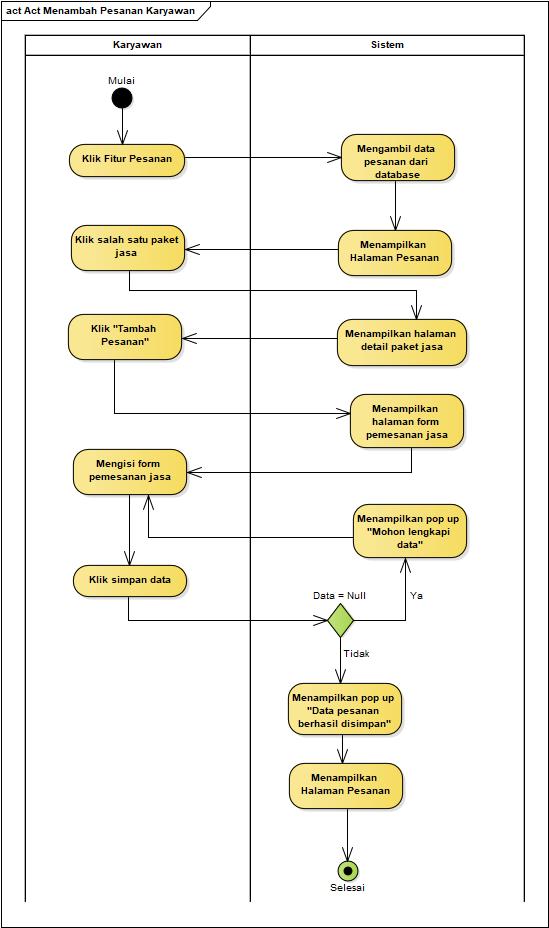 act Act Menambah Pesanan Karyawan
Karyawan
Sistem
Mulai
Klik Fitur Pesanan
Mengambil data
pesanan dari
database
Menampilkan
Halaman Pesanan
Klik salah satu paket
jasa
Menampilkan halaman
detail paket jasa
Klik "Tambah
Pesanan"
Menampilkan
halaman form
pemesanan jasa
Mengisi form
pemesanan jasa
Klik simpan data
Data = Null
Ya
Menampilkan pop up
"Mohon lengkapi
data"
Tidak
Menampilkan pop up
"Data pesanan
berhasil disimpan"
Menampilkan
Halaman Pesanan
Selesai